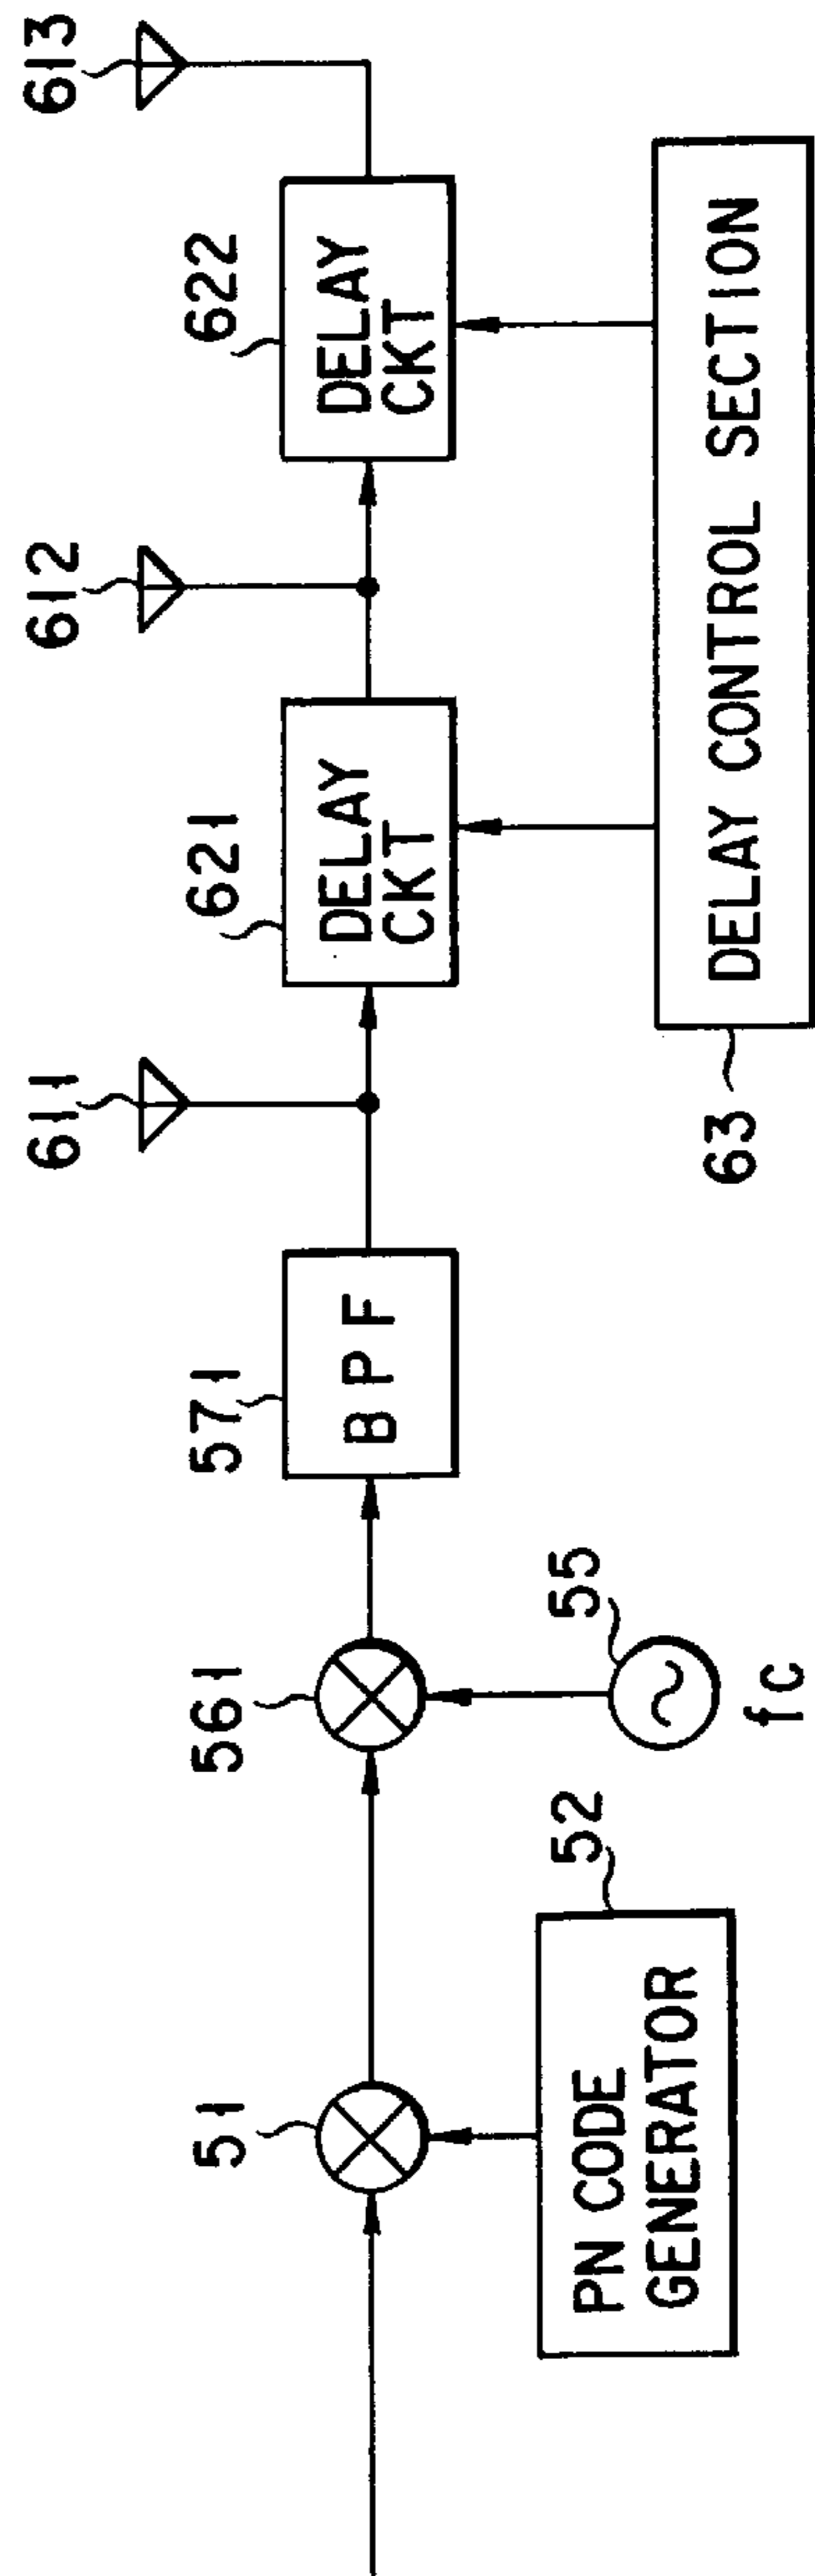 613
612
611
622
DELAY
CKT
621
DELAY
CKT
571
BPF
561
51
DELAY CONTROL SECTION
63
55
fc
52
PN CODE
GENERATOR